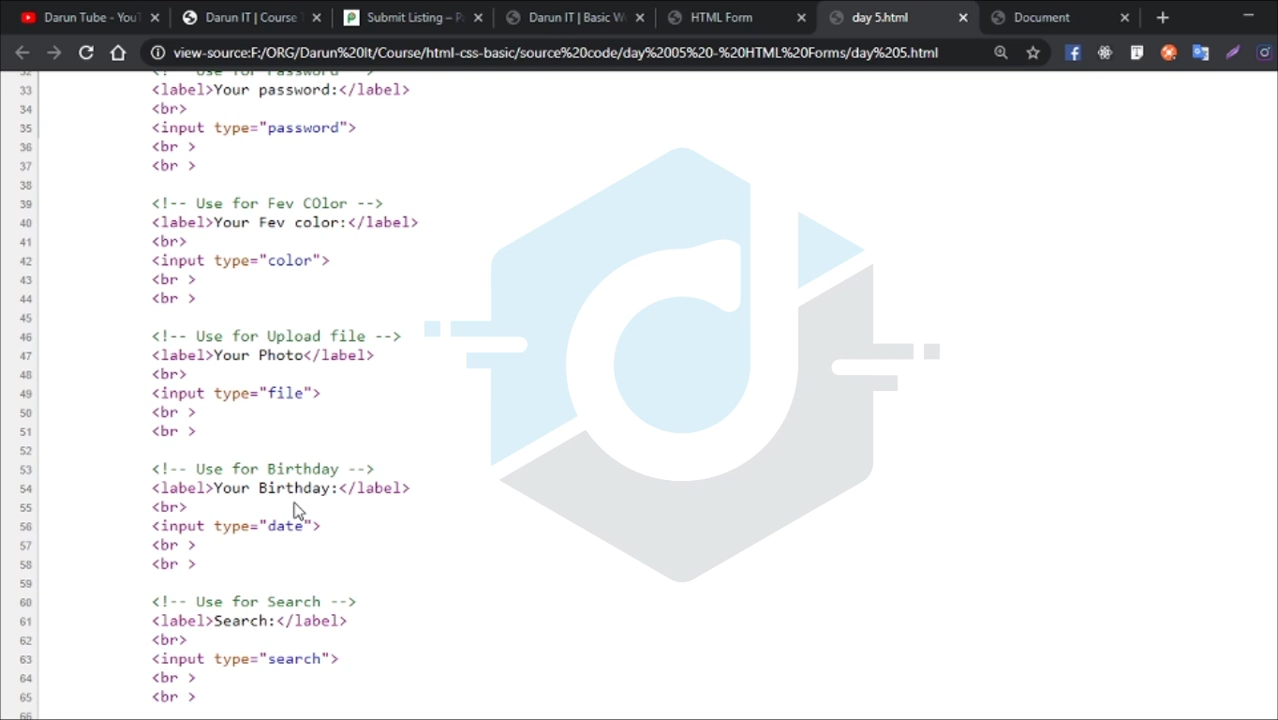 Darun Tube - YouT
Darun IT | Course
Submit Listing – P
Darun IT | Basic W
HTML Form
day 5.html
Document
view-source:F:/ORG/Darun%20It/Course/html-css-basic/source%20code/day%2005%20-%20HTML%20Forms/day%205.html
32 <!-- Use for Password -->
33 <label>Your password:</label>
34 <br>
35 <input type="password">
36 <br >
37 <br >
38
39 <!-- Use for Fev COlor -->
40 <label>Your Fev color:</label>
41 <br>
42 <input type="color">
43 <br >
44 <br >
45
46 <!-- Use for Upload file -->
47 <label>Your Photo</label>
48 <br>
49 <input type="file">
50 <br >
51 <br >
52
53 <!-- Use for Birthday -->
54 <label>Your Birthday:</label>
55 <br>
56 <input type="date">
57 <br >
58 <br >
59
60 <!-- Use for Search -->
61 <label>Search:</label>
62 <br>
63 <input type="search">
64 <br >
65 <br >
66